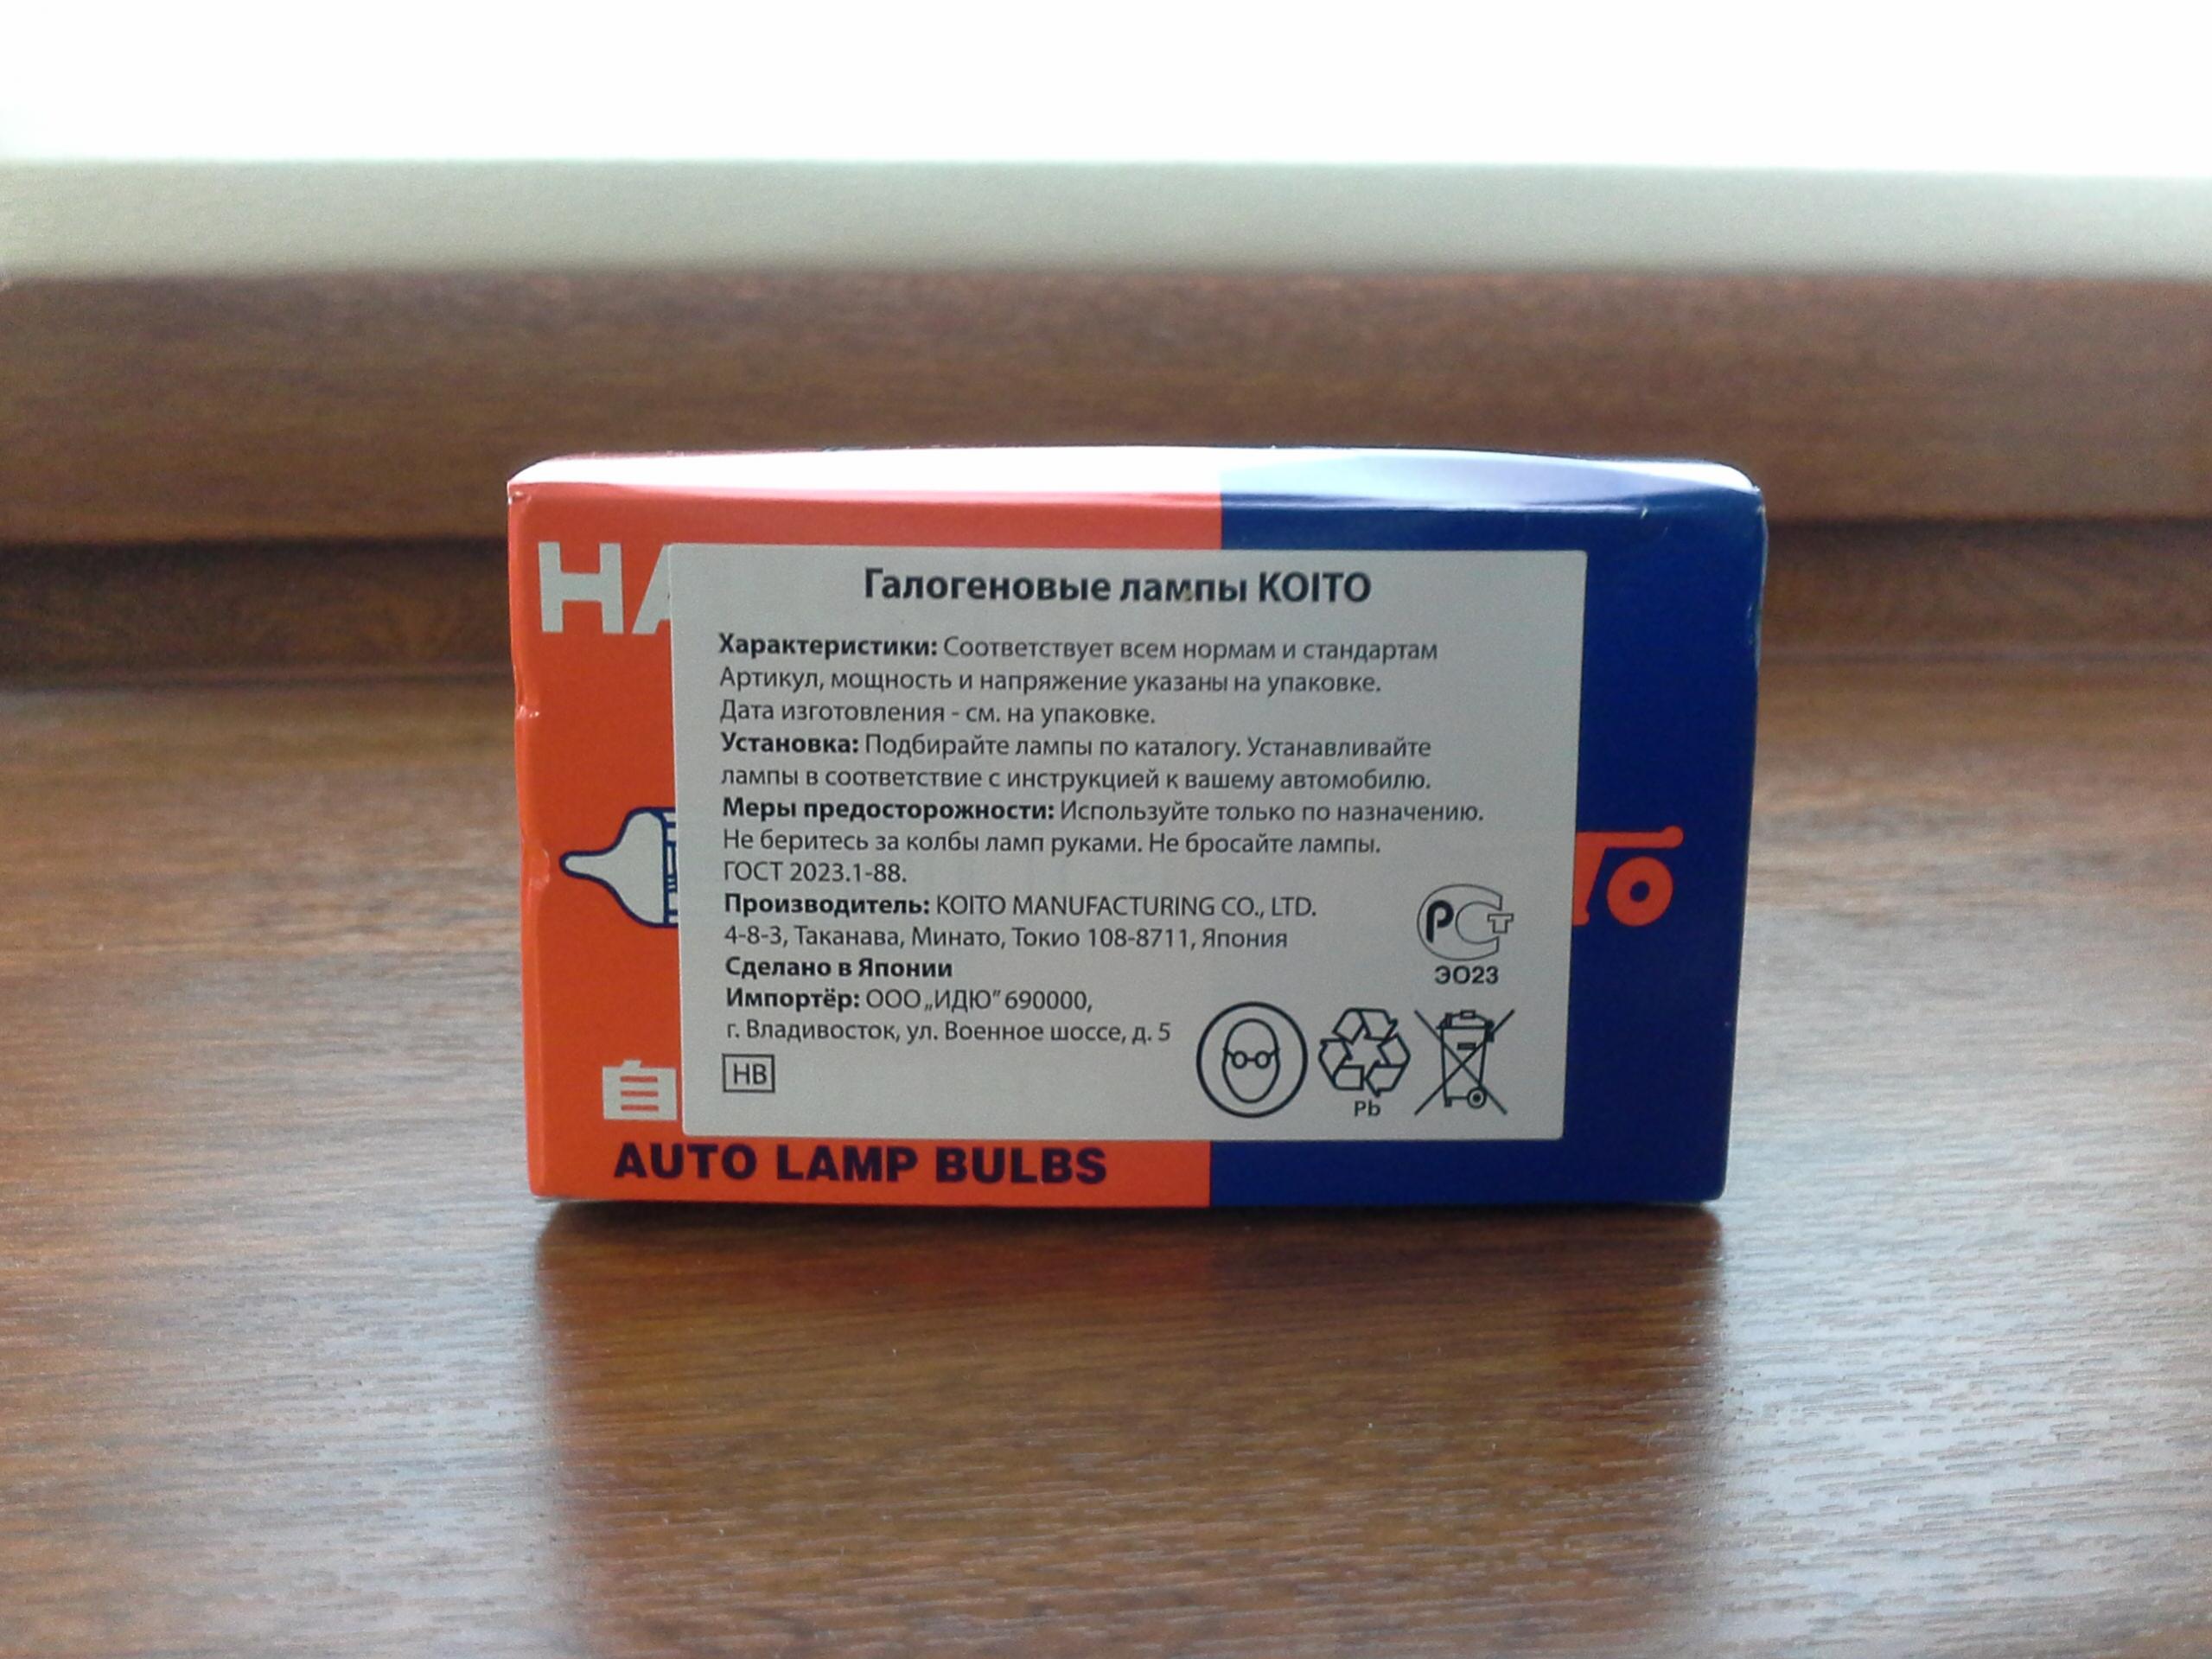 HA
Галогеновые лампы KOITO
Характеристики: Соответствует всем нормам и стандартам
Артикул, мощность и напряжение указаны на упаковке.
Дата изготовления - см. на упаковке.
Установка: Подбирайте лампы по каталогу. Устанавливайте
лампы в соответствие с инструкцией к вашему автомобилю.
Меры предосторожности: Используйте только по назначению.
Не беритесь за колбы ламп руками. Не бросайте лампы.
ГОСТ 2023.1-88.
Производитель: KOITO MANUFACTURING CO., LTD.
4-8-3, Таканава, Минато, Токио 108-8711, Япония
Сделано в Японии
Импортёр: ООО „ИДЮ” 690000,
г. Владивосток, ул. Военное шоссе, д. 5
НВ
РСТ
ЭО23
Pb
TO
AUTO LAMP BULBS